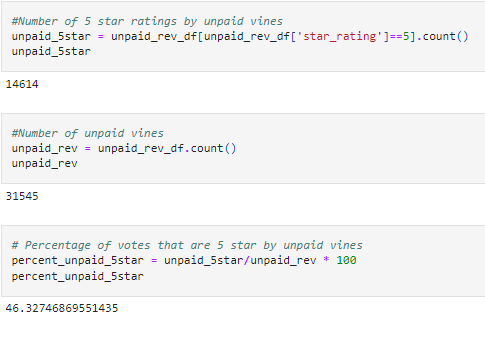 #Number of 5 star ratings by unpaid vines
unpaid_5star = unpaid_rev_df[unpaid_rev_df['star_rating']==5].count()
unpaid_5star
14614
#Number of unpaid vines
unpaid_rev = unpaid_rev_df.count()
unpaid_rev
31545
# Percentage of votes that are 5 star by unpaid vines
percent_unpaid_5star = unpaid_5star/unpaid_rev * 100
percent_unpaid_5star
46.32746869551435